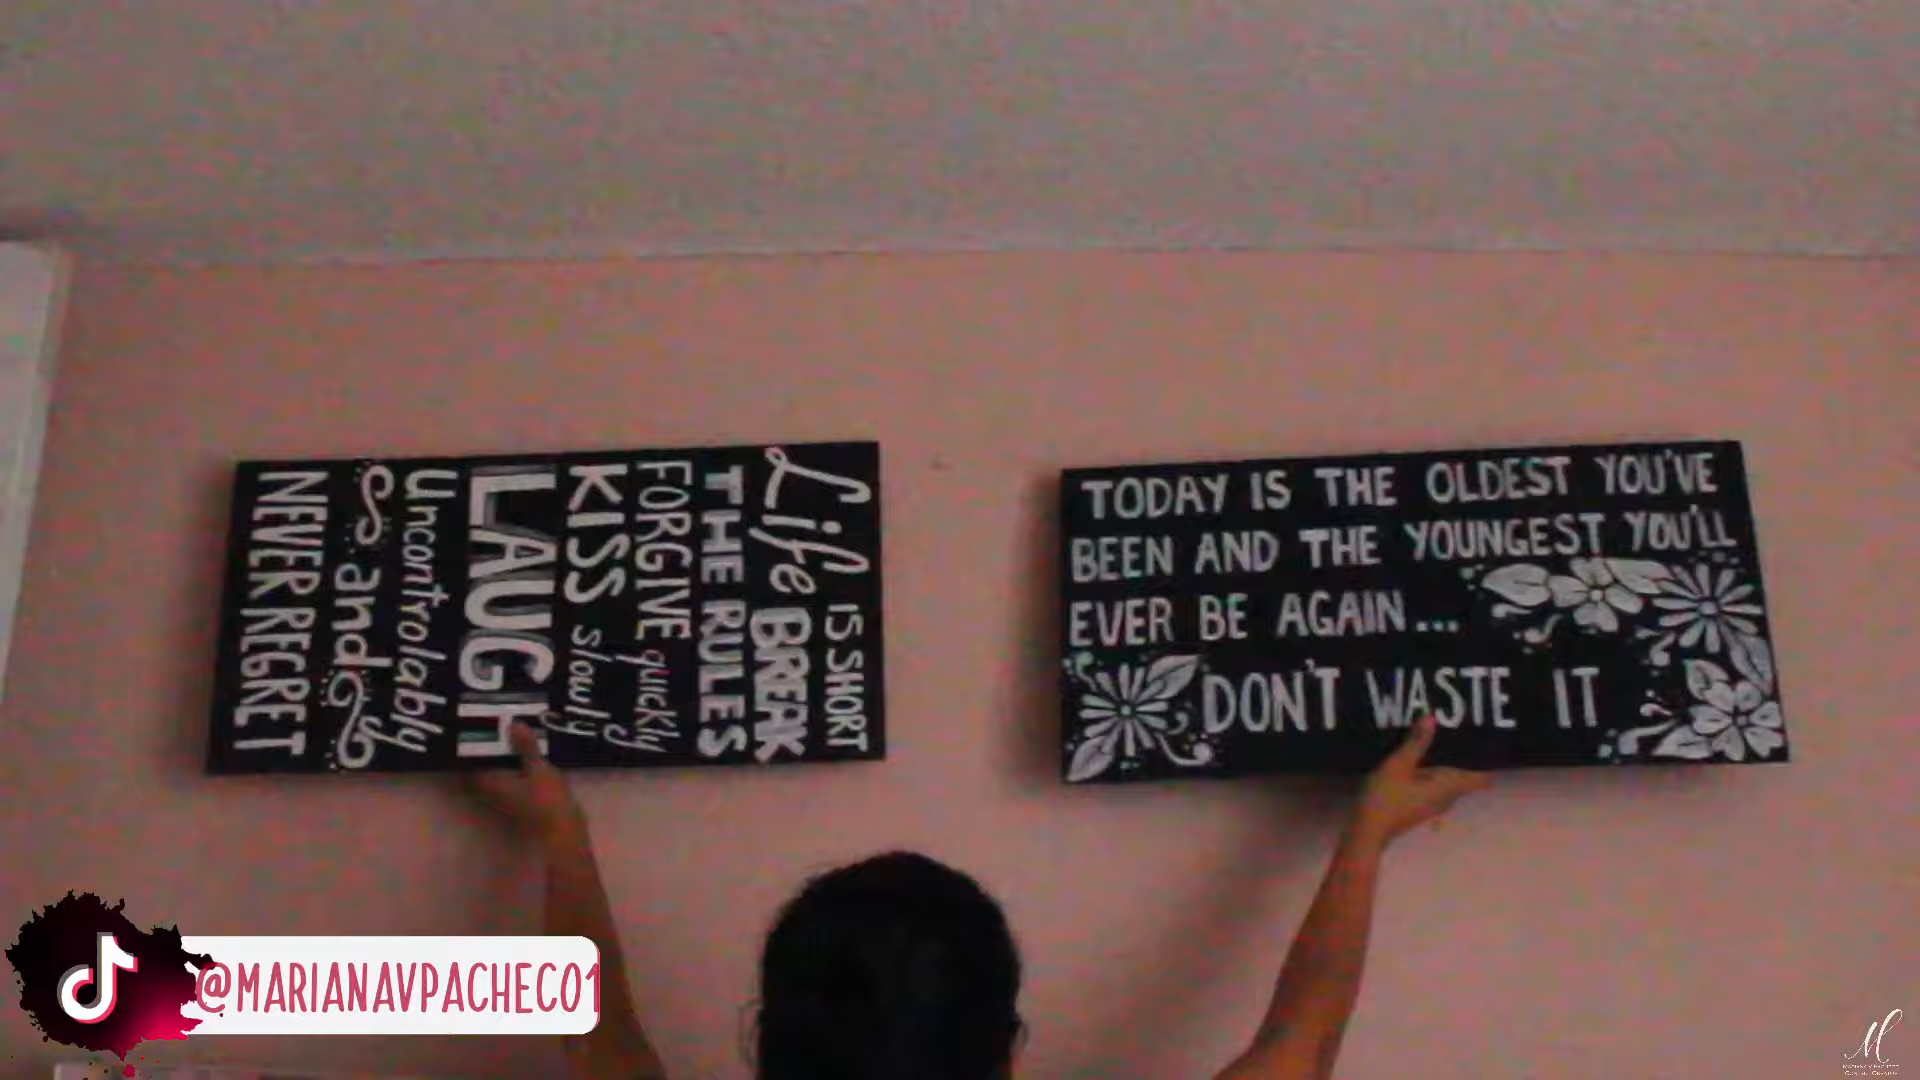 Life IS SHORT
BREAK
THE RULES
FORGIVE quickly
KISS slowly
LAUGH
uncontrolably
and
NEVER REGRET
TODAY IS THE OLDEST YOU'VE
BEEN AND THE YOUNGEST YOU'LL
EVER BE AGAIN...
DON'T WASTE IT
@MARIANAVPACHECO1
M